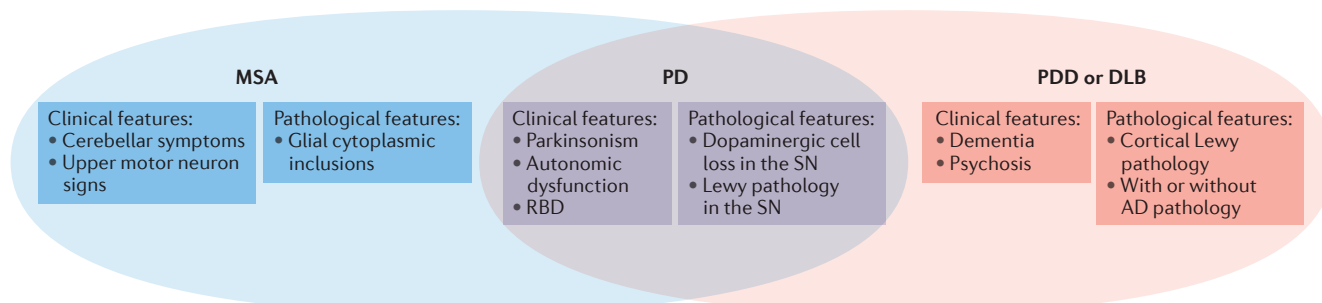 MSA
Clinical features:
• Cerebellar symptoms
• Upper motor neuron
signs
Pathological features:
• Glial cytoplasmic
inclusions
PD
Clinical features:
• Parkinsonism
• Autonomic
dysfunction
• RBD
Pathological features:
• Dopaminergic cell
loss in the SN
• Lewy pathology
in the SN
PDD or DLB
Clinical features:
• Dementia
• Psychosis
Pathological features:
• Cortical Lewy
pathology
• With or without
AD pathology